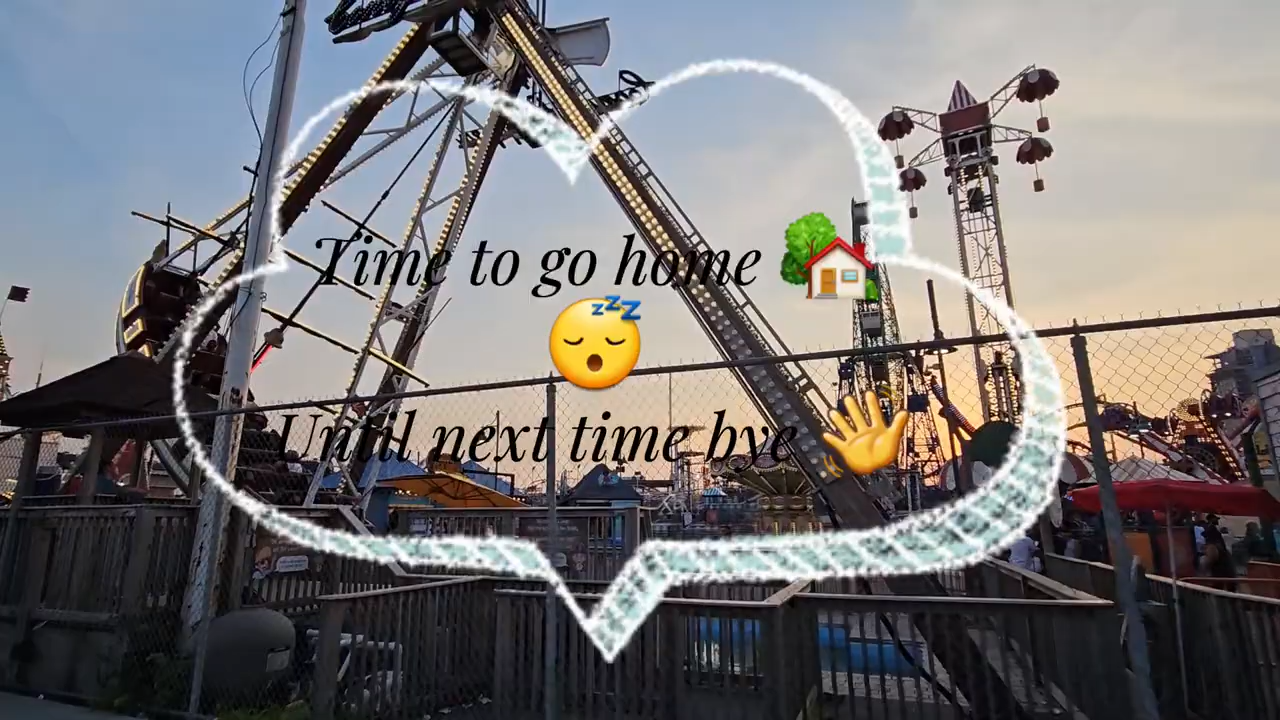 Time to go home 🏡
😴
Until next time bye 👋